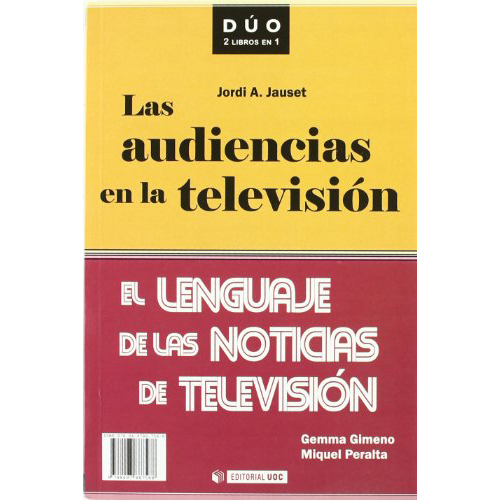 DÚO
2 LIBROS EN 1
Jordi A. Jauset
Las
audiencias
en la televisión
EL LENGUAJE
DE LAS NOTICIAS
DE TELEVISIÓN
Gemma Gimeno
Miquel Peralta
EDITORIAL UOC